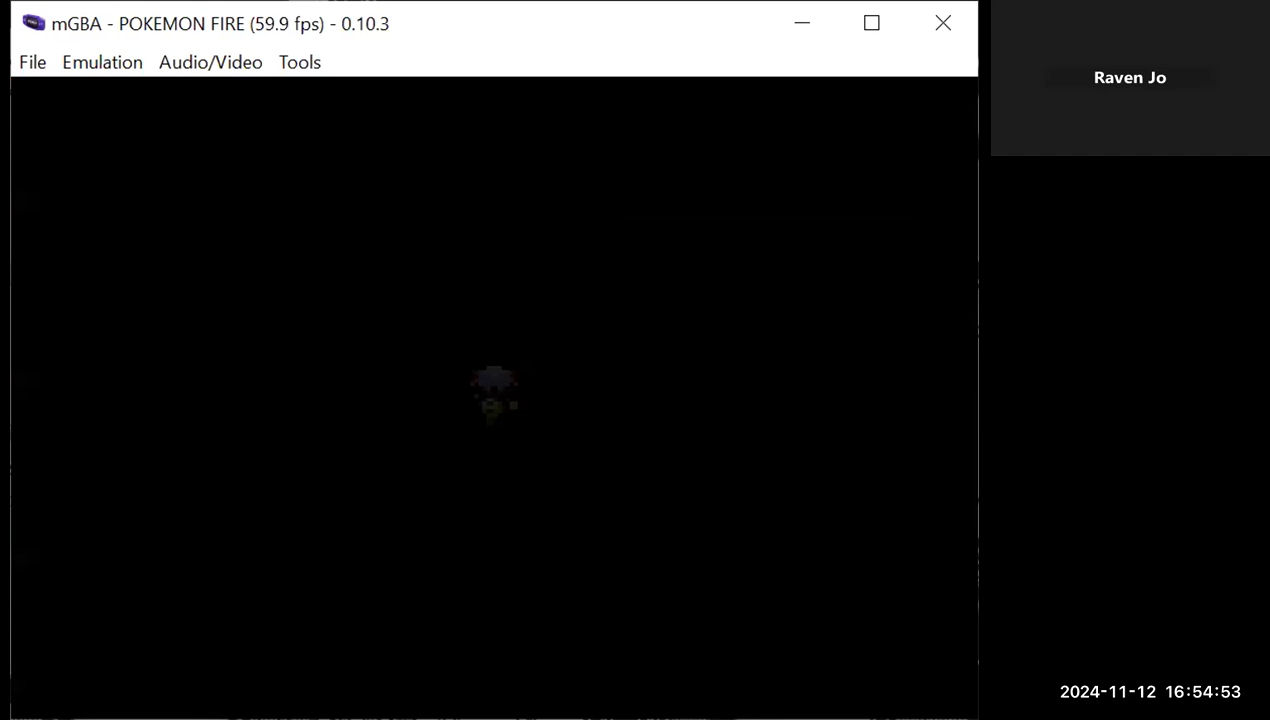 mGBA - POKEMON FIRE (59.9 fps) - 0.10.3
File Emulation Audio/Video Tools
Raven Jo
2024-11-12 16:54:53